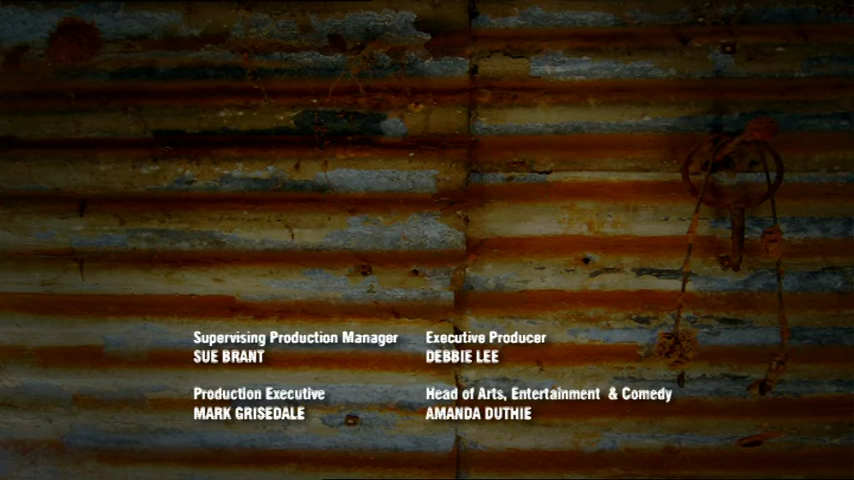 Supervising Production Manager
SUE BRANT
Executive Producer
DEBBIE LEE
Production Executive
MARK GRISEDALE
Head of Arts, Entertainment & Comedy
AMANDA DUTHIE